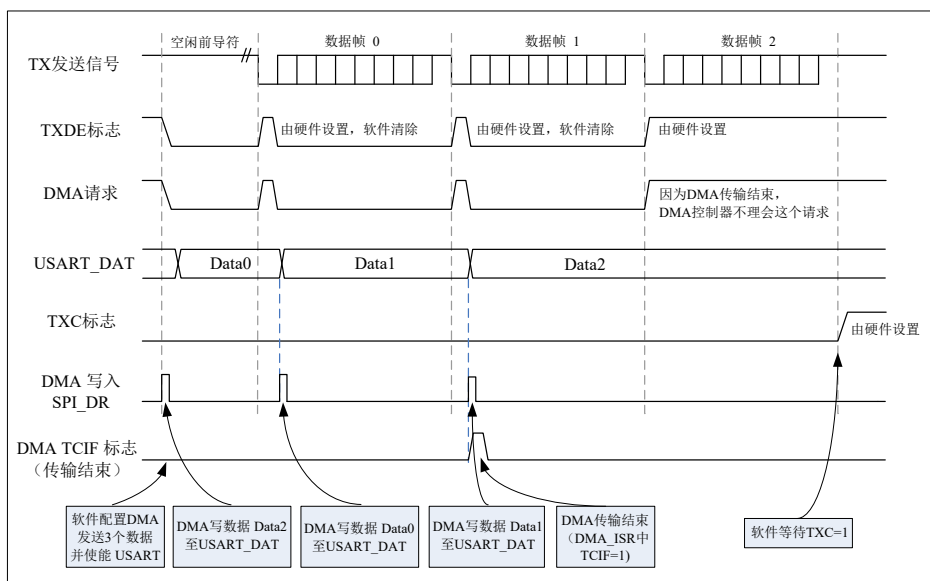 空闲前导符
数据帧 0
数据帧 1
数据帧 2
TX发送信号
TXDE标志
由硬件设置，软件清除
由硬件设置，软件清除
由硬件设置
DMA请求
因为DMA传输结束，
DMA控制器不理会这个请求
USART_DAT
Data0
Data1
Data2
TXC标志
由硬件设置
DMA 写入
SPI_DR
DMA TCIF 标志
（传输结束）
软件配置DMA
发送3个数据
并使能 USART
DMA写数据 Data2
至USART_DAT
DMA写数据 Data0
至USART_DAT
DMA写数据 Data1
至USART_DAT
DMA传输结束
（DMA_ISR中
TCIF=1）
软件等待TXC=1